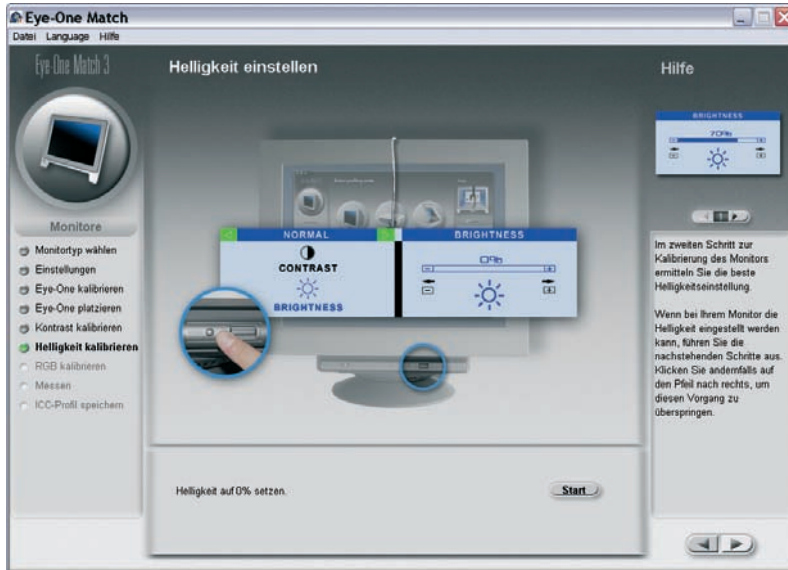 Eye-One Match
Datei Language Hilfe
Eye-One Match 3
Monitore
Monitortyp wählen
Einstellungen
Eye-One kalibrieren
Eye-One platzieren
Kontrast kalibrieren
Helligkeit kalibrieren
RGB kalibrieren
Messen
ICC-Profil speichern
Helligkeit einstellen
NORMAL
CONTRAST
BRIGHTNESS
BRIGHTNESS
0%
Helligkeit auf 0% setzen.
Start
Hilfe
BRIGHTNESS
70%
1
Im zweiten Schritt zur
Kalibrierung des Monitors
ermitteln Sie die beste
Helligkeitseinstellung.
Wenn bei Ihrem Monitor die
Helligkeit eingestellt werden
kann, führen Sie die
nachstehenden Schritte aus.
Klicken Sie andernfalls auf
den Pfeil nach rechts, um
diesen Vorgang zu
überspringen.